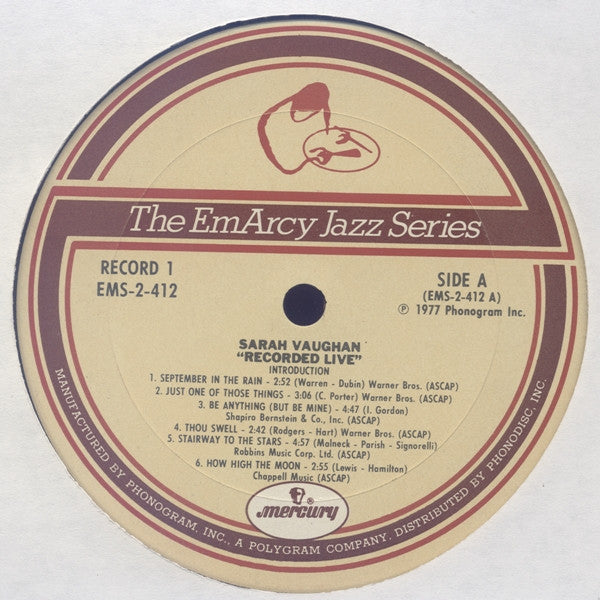 The EmArcy Jazz Series
RECORD 1
EMS-2-412
SIDE A
(EMS-2-412 A)
℗ 1977 Phonogram Inc.
SARAH VAUGHAN
"RECORDED LIVE"
INTRODUCTION
1. SEPTEMBER IN THE RAIN - 2:52 (Warren - Dubin) Warner Bros. (ASCAP)
2. JUST ONE OF THOSE THINGS - 3:06 (C. Porter) Warner Bros. (ASCAP)
3. BE ANYTHING (BUT BE MINE) - 4:47 (I. Gordon)
Shapiro Bernstein & Co., Inc. (ASCAP)
4. THOU SWELL - 2:42 (Rodgers - Hart) Warner Bros. (ASCAP)
5. STAIRWAY TO THE STARS - 4:57 (Malneck - Parish - Signorelli)
Robbins Music Corp. Ltd. (ASCAP)
6. HOW HIGH THE MOON - 2:55 (Lewis - Hamilton)
Chappell Music (ASCAP)
®
mercury
MANUFACTURED BY PHONOGRAM, INC., A POLYGRAM COMPANY, DISTRIBUTED BY PHONODISC, INC.